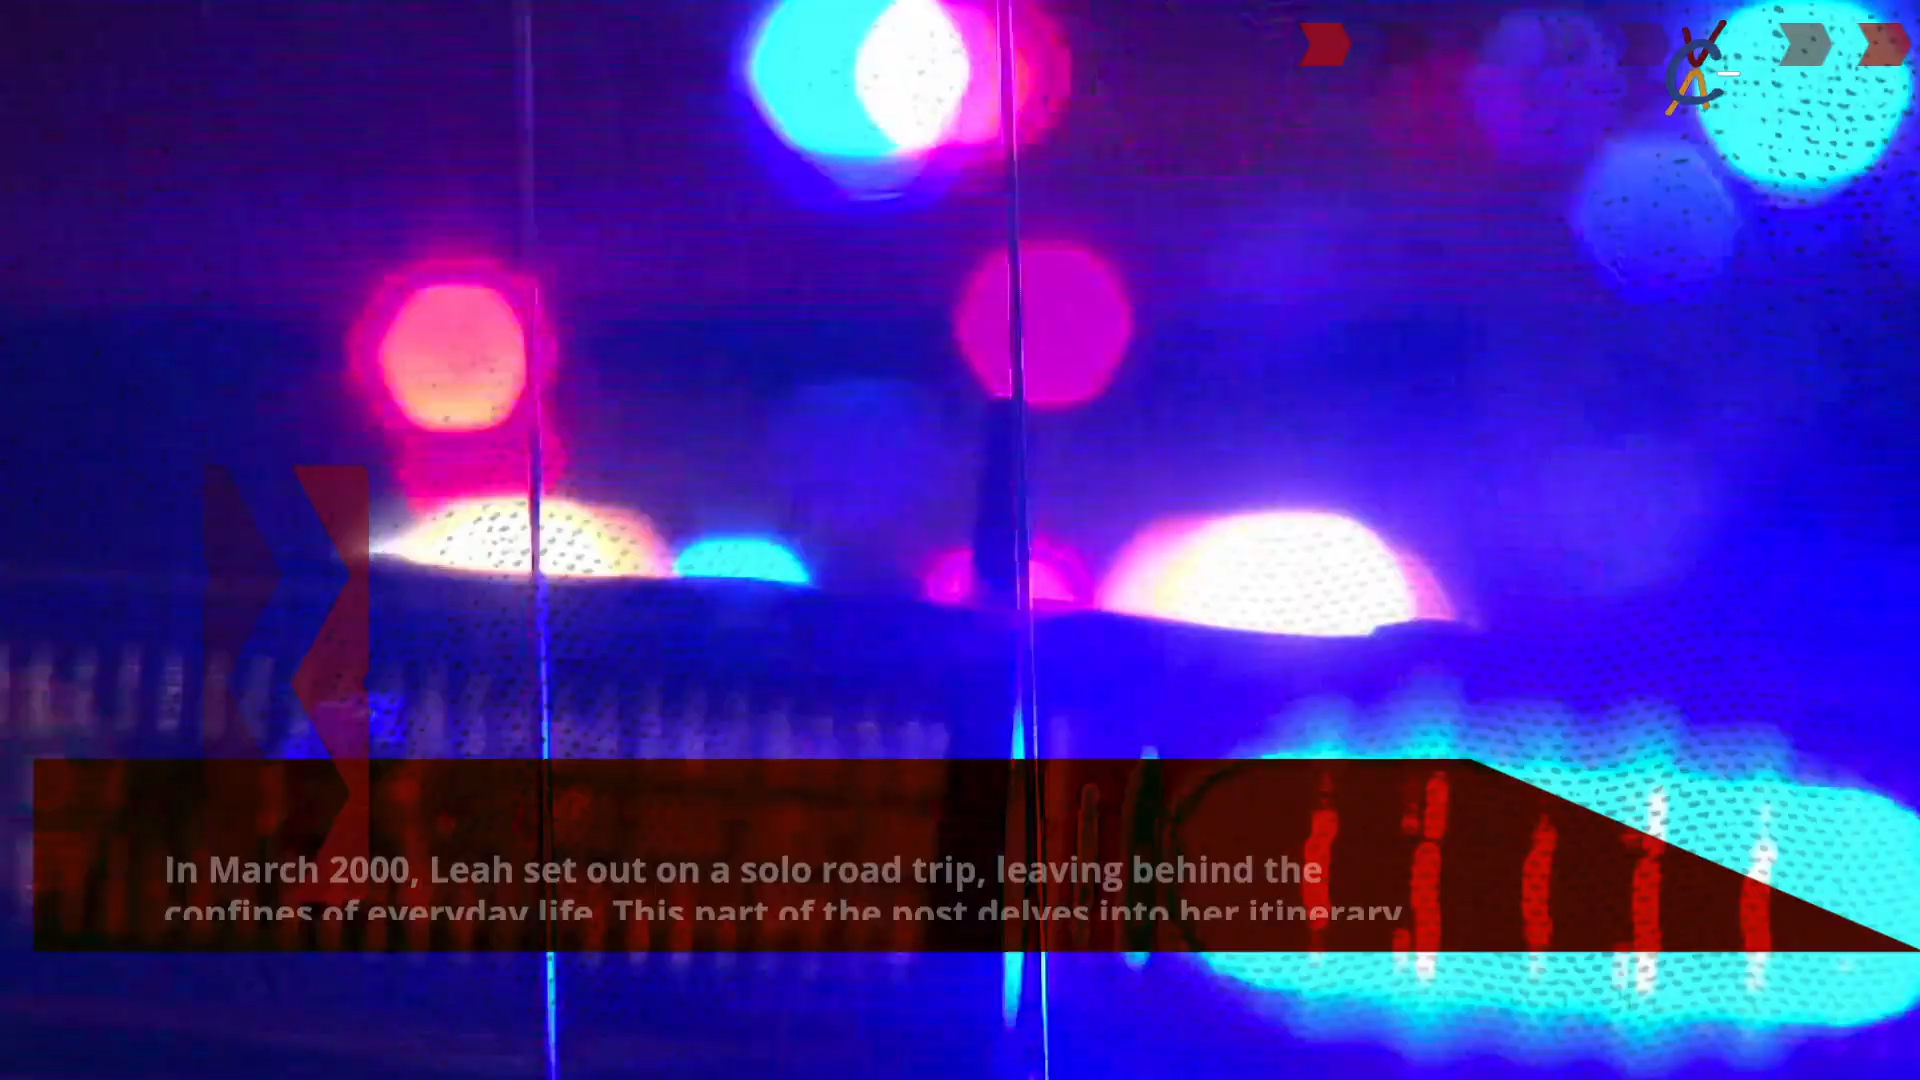 In March 2000, Leah set out on a solo road trip, leaving behind the
confines of everyday life. This part of the post delves into her itinerary